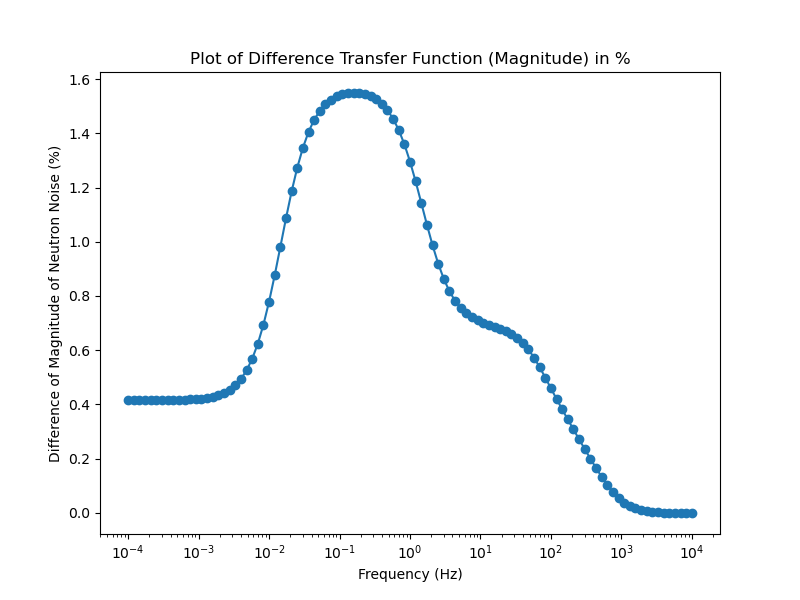 Plot of Difference Transfer Function (Magnitude) in %
Difference of Magnitude of Neutron Noise (%)
1.6
1.4
1.2
1.0
0.8
0.6
0.4
0.2
0.0
10⁻⁴ 10⁻³ 10⁻² 10⁻¹ 10⁰ 10¹ 10² 10³ 10⁴
Frequency (Hz)